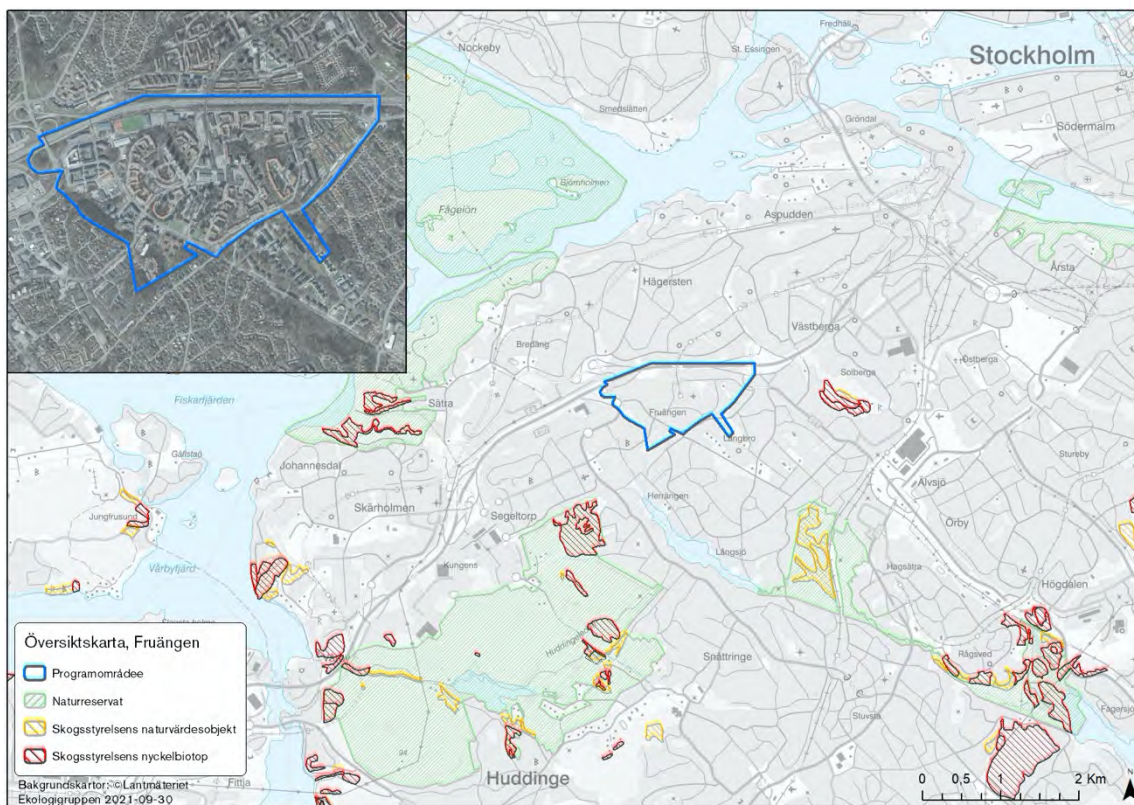 Nockeby
Fredhäll
St. Essingen
Stockholm
Smedslätten
Gröndal
Södermalm
Björnholmen
Fågelön
Aspudden
Årsta
Hägersten
Västberga
Bredäng
Östberga
Solberga
Fiskarfjärden
Sätra
Fruängen
Långbro
Stureby
Johannesdal
Älvsjö
Gållstaö
Skärholmen
Segeltorp
Herrängen
Örby
Jungfrusund
Långsjö
Vårbyfjärd
Kungens
Hagsätra
Högdalen
Översiktskarta, Fruängen
Programområdee
Naturreservat
Skogsstyrelsens naturvärdesobjekt
Skogsstyrelsens nyckelbiotop
Snättringe
Rågsved
Stuvsta
Fagersjö
94
Huddinge
Fittja
Bakgrundskartor: ©Lantmäteriet
Ekologigruppen 2021-09-30
0 0,5 1 2 Km
N